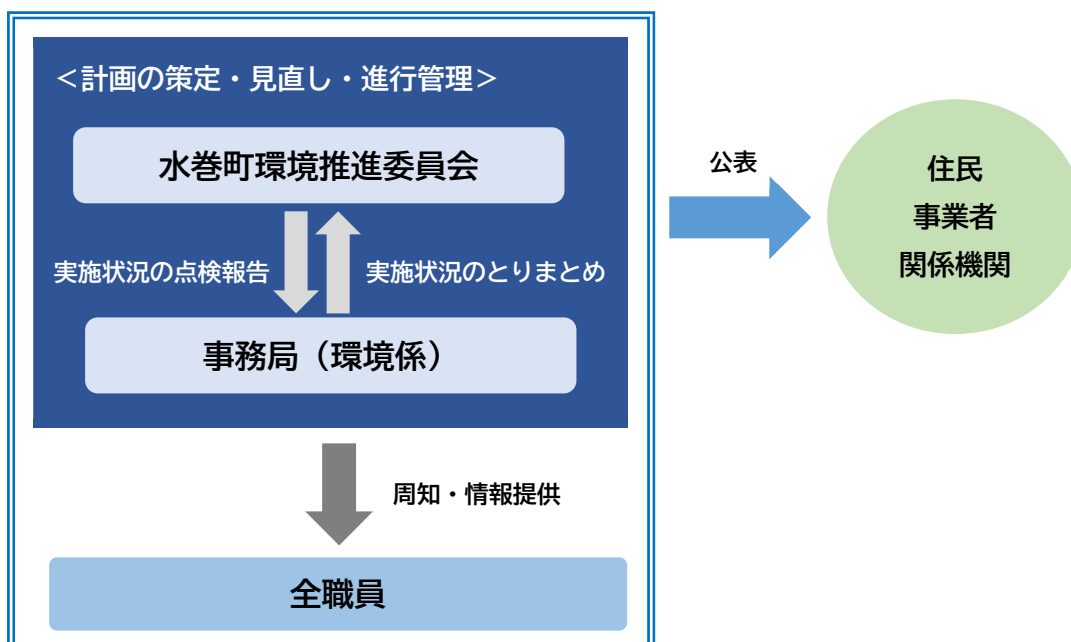 ＜計画の策定・見直し・進行管理＞
水巻町環境推進委員会
実施状況の点検報告
実施状況のとりまとめ
事務局（環境係）
周知・情報提供
全職員
公表
住民
事業者
関係機関